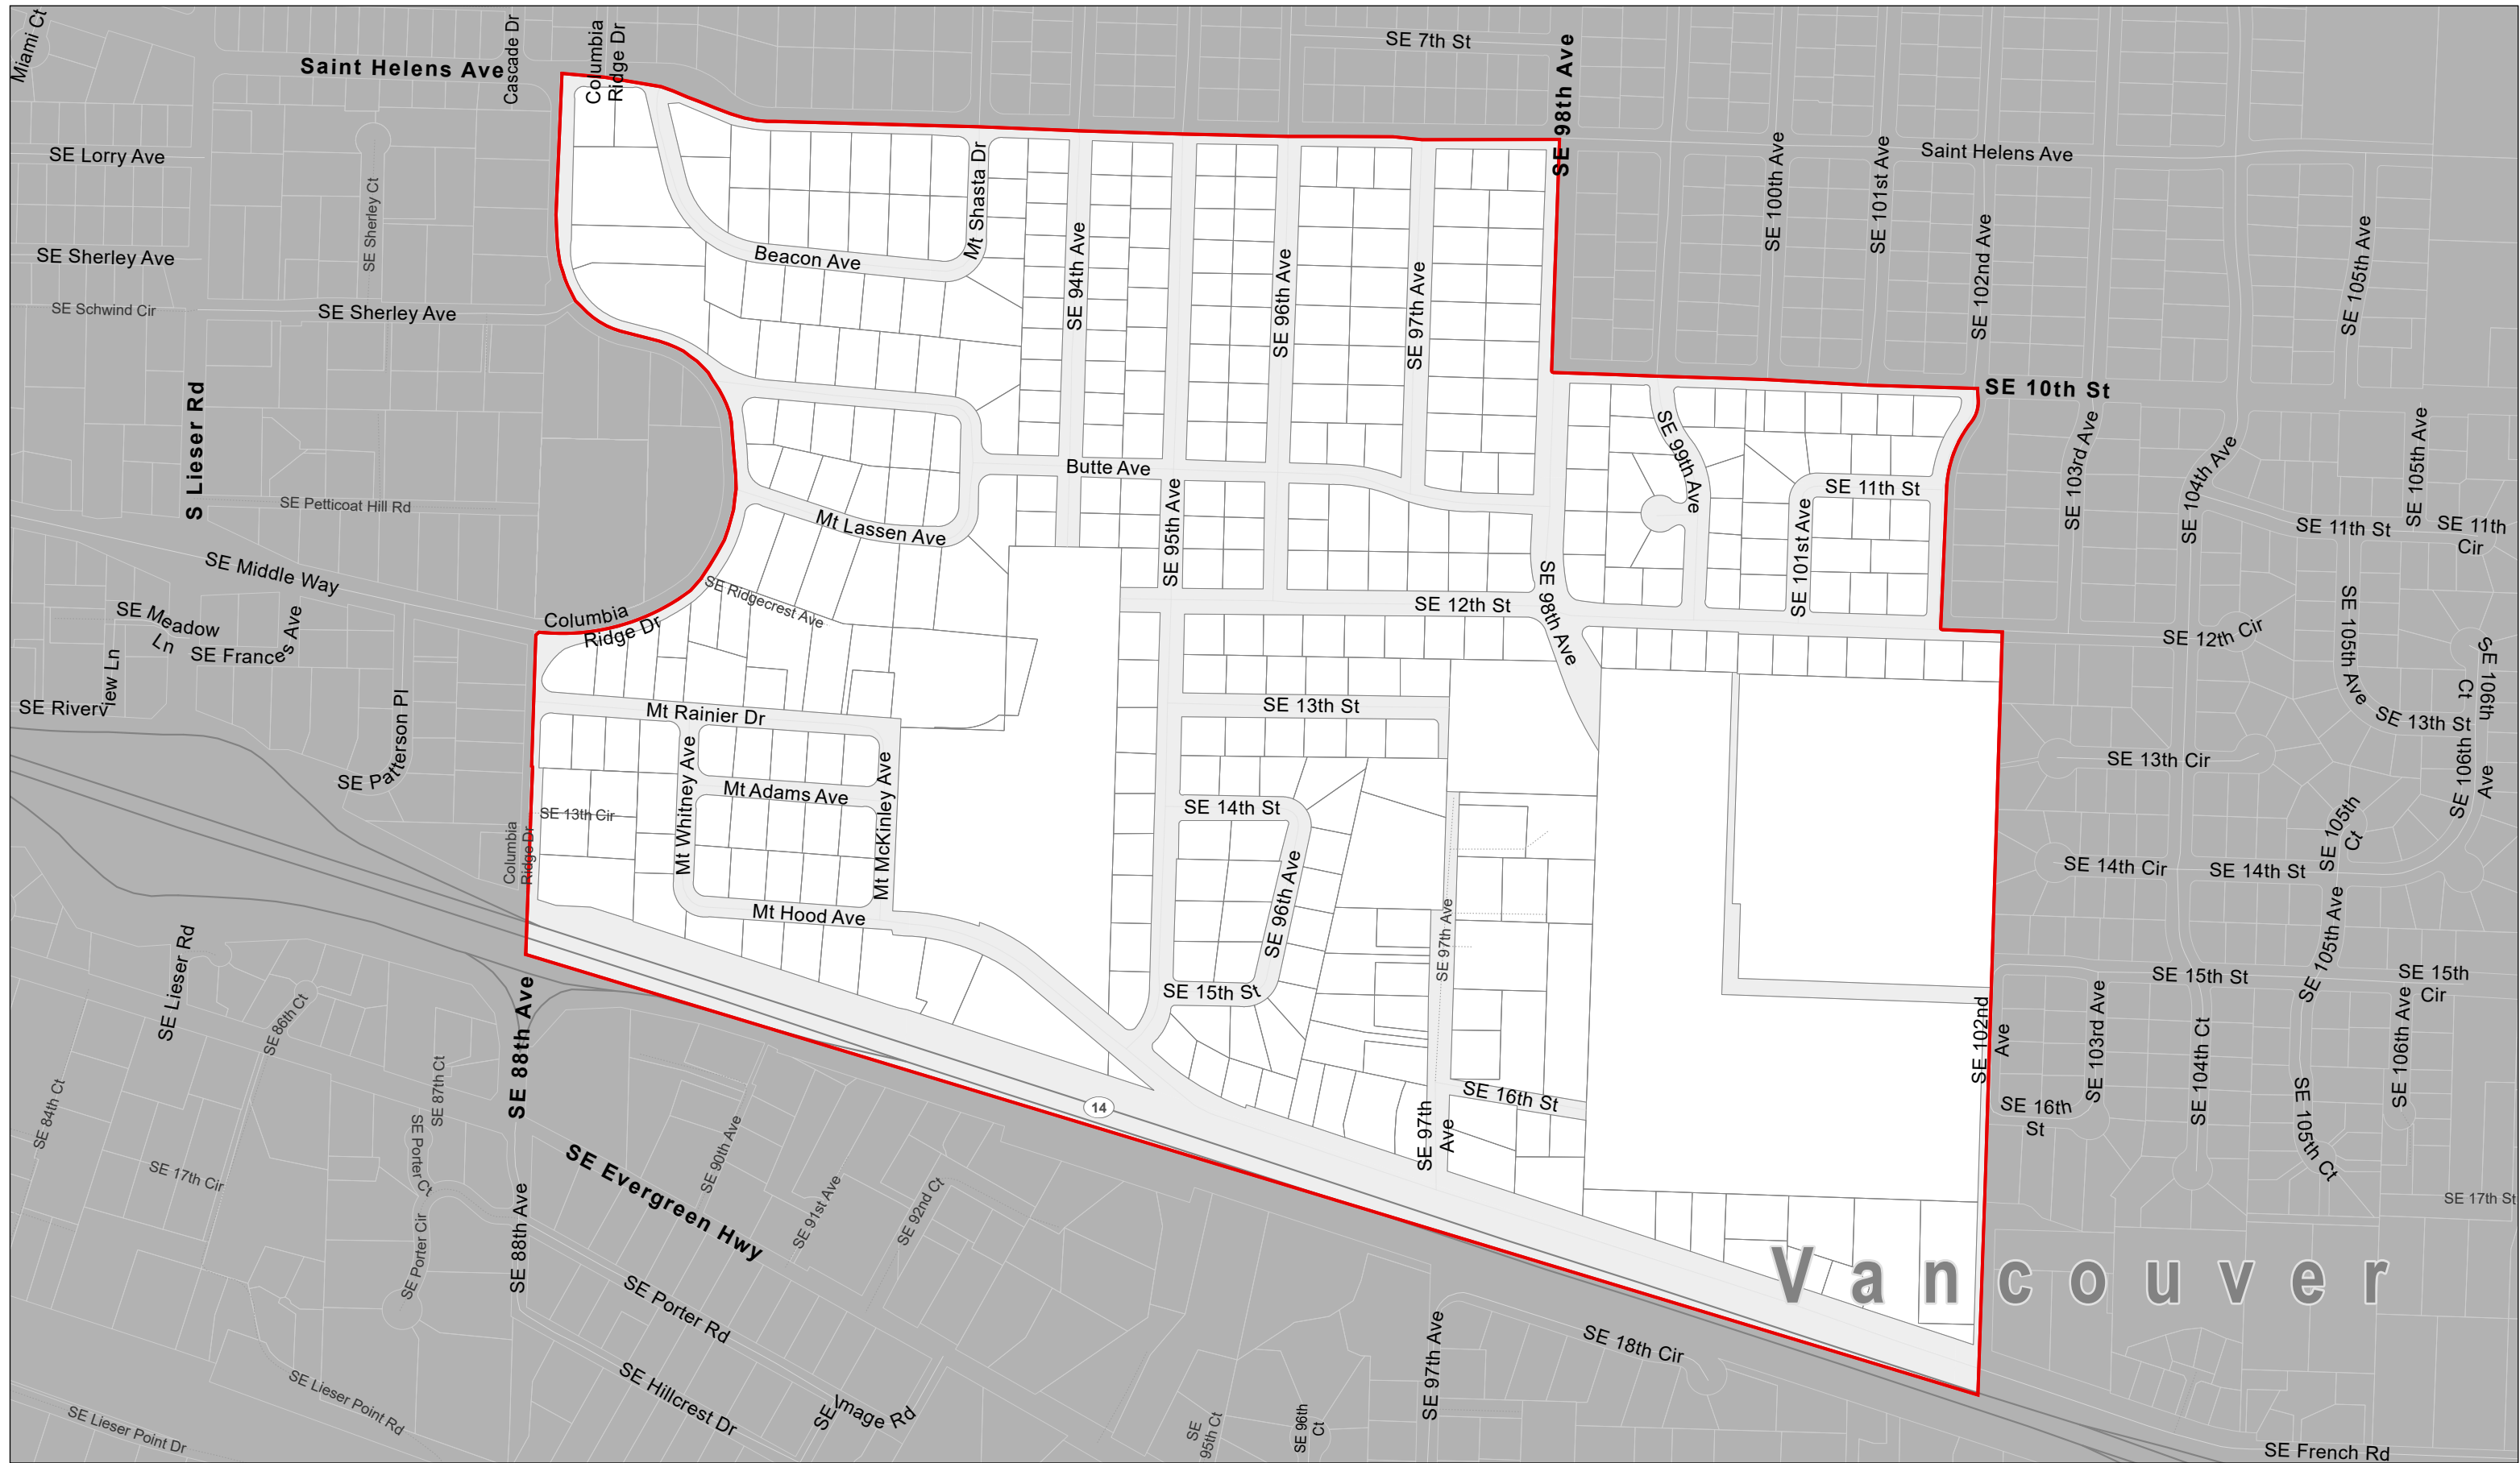 Miami Ct
Saint Helens Ave
Cascade Dr
Columbia
Ridge Dr
SE 7th St
SE 98th Ave
SE Lorry Ave
SE Sherley Ct
SE Sherley Ave
SE Schwind Cir
SE Sherley Ave
Beacon Ave
Mt Shasta Dr
SE 94th Ave
SE 96th Ave
SE 97th Ave
SE 100th Ave
SE 101st Ave
Saint Helens Ave
SE 102nd Ave
SE 105th Ave
S Lieser Rd
SE 10th St
SE Petticoat Hill Rd
Butte Ave
Mt Lassen Ave
SE 95th Ave
SE 99th Ave
SE 11th St
SE 101st Ave
SE 103rd Ave
SE 104th Ave
SE 105th Ave
SE 11th St
SE 11th
Cir
SE Middle Way
SE Meadow
Ln
SE Frances Ave
SE Riverview Ln
SE Patterson Pl
Columbia
Ridge Dr
SE Ridgecrest Ave
SE 12th St
SE 98th Ave
SE 12th Cir
SE 105th Ave
SE 106th
Ct
SE 13th St
SE 13th Cir
SE 106th
Ave
Mt Rainier Dr
SE 13th St
Mt Whitney Ave
Mt Adams Ave
Mt McKinley Ave
SE 13th Cir
Columbia
Ridge Dr
SE 14th St
SE 96th Ave
SE 105th
Ct
SE 14th Cir
SE 14th St
Mt Hood Ave
SE 97th Ave
SE 15th St
SE 105th Ave
SE 15th St
SE 15th
Cir
SE Lieser Rd
SE 86th Ct
SE 88th Ave
SE 84th Ct
SE 87th Ct
SE Porter Ct
SE 17th Cir
14
SE 97th
Ave
SE 16th St
SE 102nd
Ave
SE 103rd Ave
SE 104th Ct
SE 106th Ave
SE 16th
St
SE 105th Ct
SE 17th St
SE 90th Ave
SE 91st Ave
SE 92nd Ct
SE Evergreen Hwy
SE Porter Cir
SE 88th Ave
Vancouver
SE Porter Rd
SE Hillcrest Dr
SE Image Rd
SE Lieser Point Rd
SE Lieser Point Dr
SE
95th Ct
SE 96th
Ct
SE 97th Ave
SE 18th Cir
SE French Rd